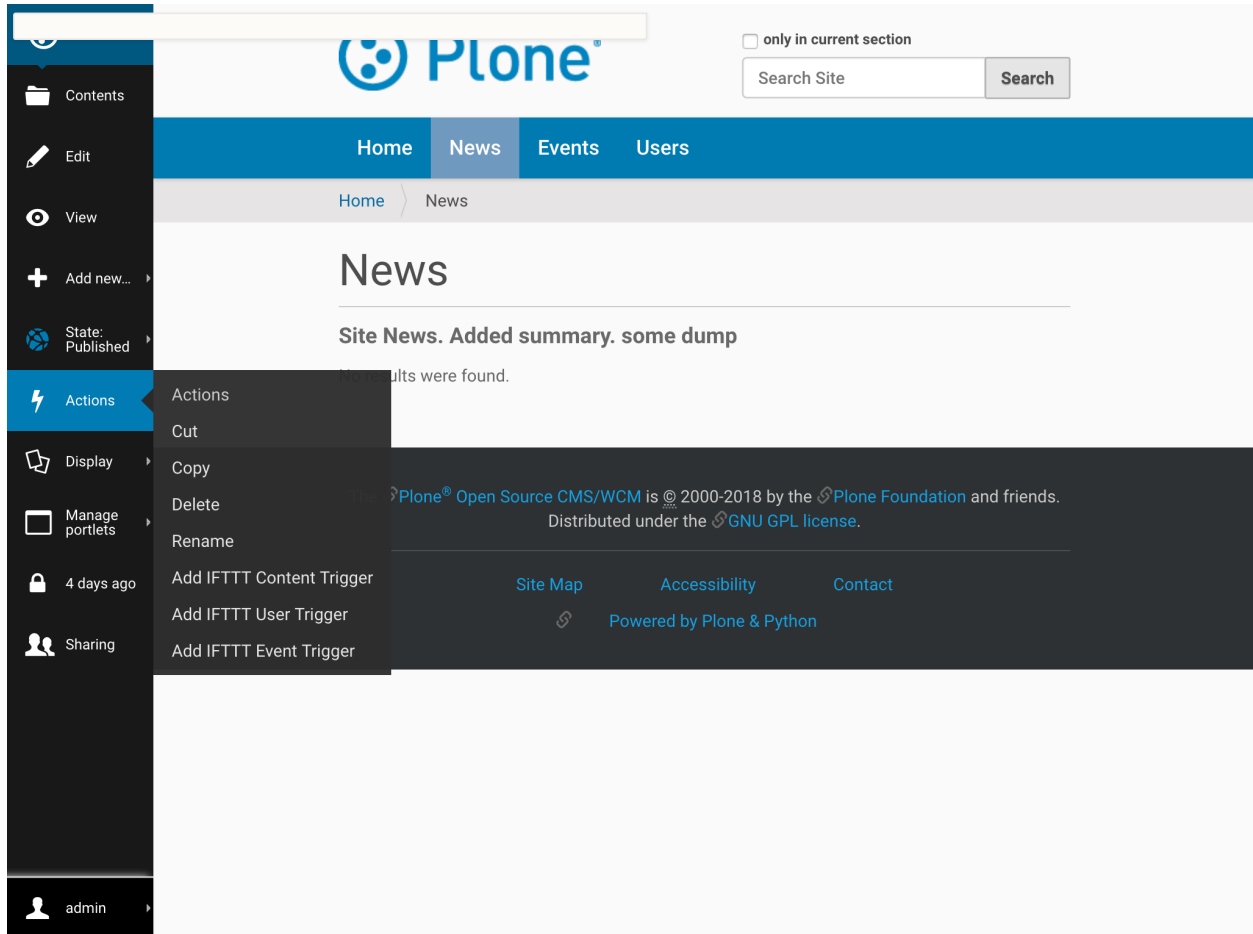 Plone®
only in current section
Search Site
Search
Contents
Edit
View
Add new...
State:
Published
Actions
Display
Manage
portlets
4 days ago
Sharing
admin
Home
News
Events
Users
Home
News
News
Site News. Added summary. some dump
No results were found.
Actions
Cut
Copy
Delete
Rename
Add IFTTT Content Trigger
Add IFTTT User Trigger
Add IFTTT Event Trigger
The Plone® Open Source CMS/WCM is © 2000-2018 by the Plone Foundation and friends.
Distributed under the GNU GPL license.
Site Map
Accessibility
Contact
Powered by Plone & Python